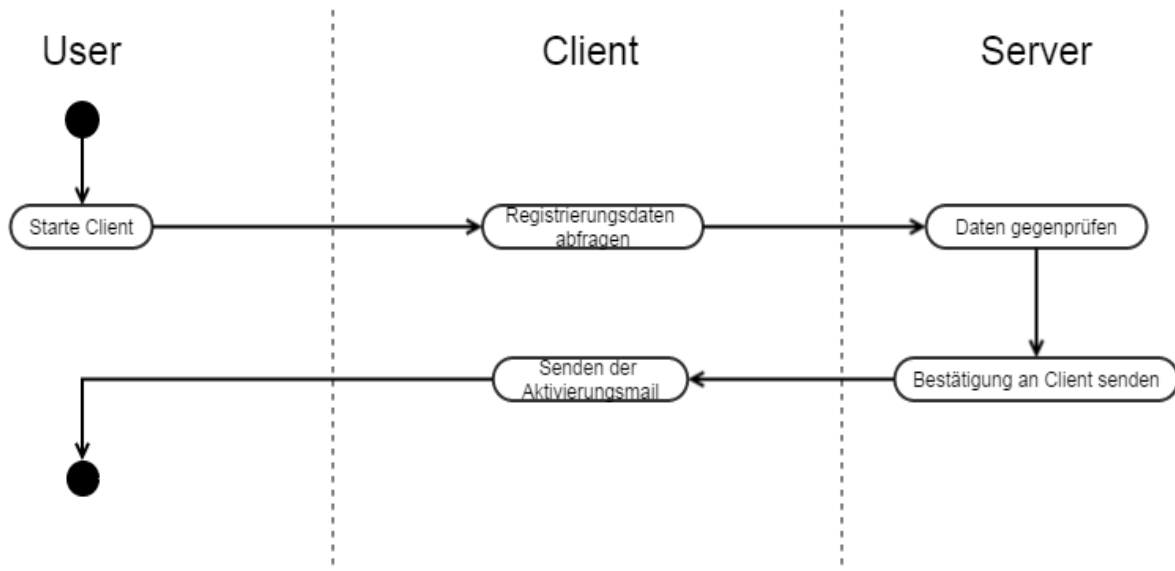 User
Client
Server
Starte Client
Registrierungsdaten
abfragen
Daten gegenprüfen
Senden der
Aktivierungsmail
Bestätigung an Client senden